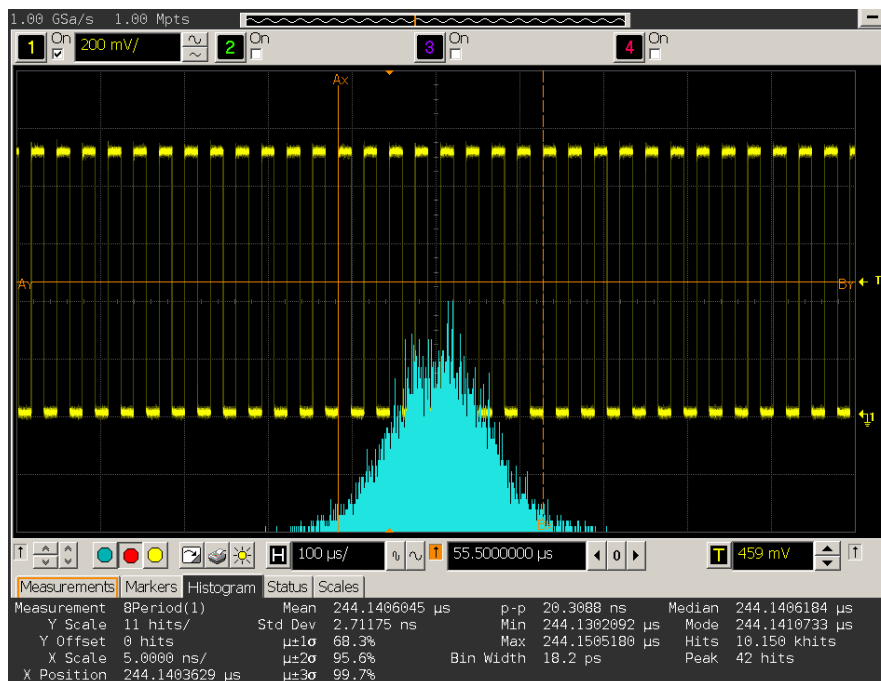 1.00 GSa/s 1.00 Mpts
1 On 200 mV/ 2 On 3 On 4 On
Ax
Ay By T
1
H 100 µs/ T 55.5000000 µs 0 T 459 mV
Measurements Markers Histogram Status Scales
Measurement 8Period(1) Mean 244.1406045 µs p-p 20.3088 ns Median 244.1406184 µs
Y Scale 11 hits/ Std Dev 2.71175 ns Min 244.1302092 µs Mode 244.1410733 µs
Y Offset 0 hits µ±1σ 68.3% Max 244.1505180 µs Hits 10.150 khits
X Scale 5.0000 ns/ µ±2σ 95.6% Bin Width 18.2 ps Peak 42 hits
X Position 244.1403629 µs µ±3σ 99.7%